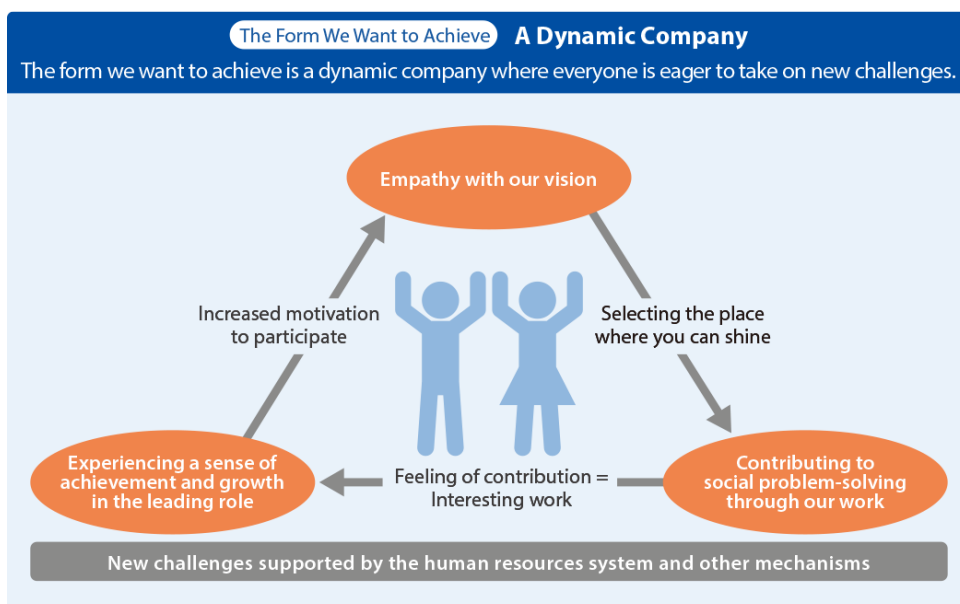 The Form We Want to Achieve A Dynamic Company
The form we want to achieve is a dynamic company where everyone is eager to take on new challenges.
Empathy with our vision
Increased motivation
to participate
Selecting the place
where you can shine
Experiencing a sense of
achievement and growth
in the leading role
Feeling of contribution =
Interesting work
Contributing to
social problem-solving
through our work
New challenges supported by the human resources system and other mechanisms